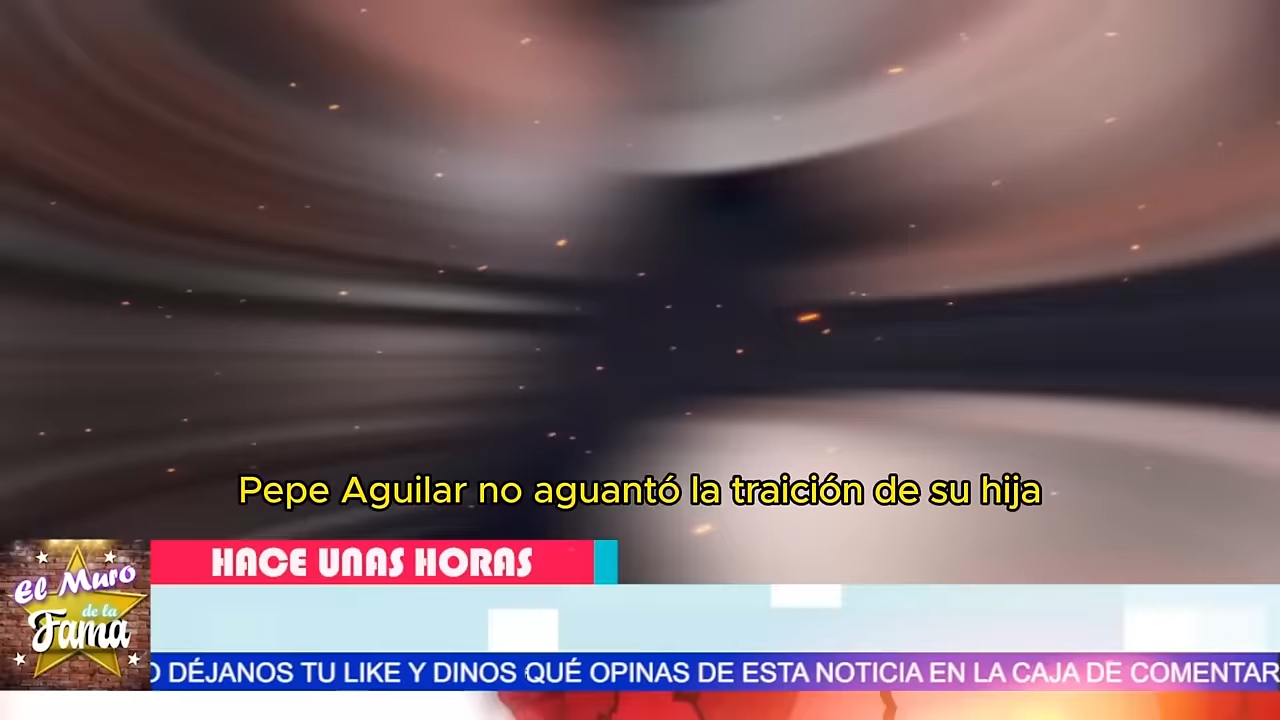 Pepe Aguilar no aguantó la traición de su hija
HACE UNAS HORAS
El Muro
de la
Fama
O DÉJANOS TU LIKE Y DINOS QUÉ OPINAS DE ESTA NOTICIA EN LA CAJA DE COMENTAR